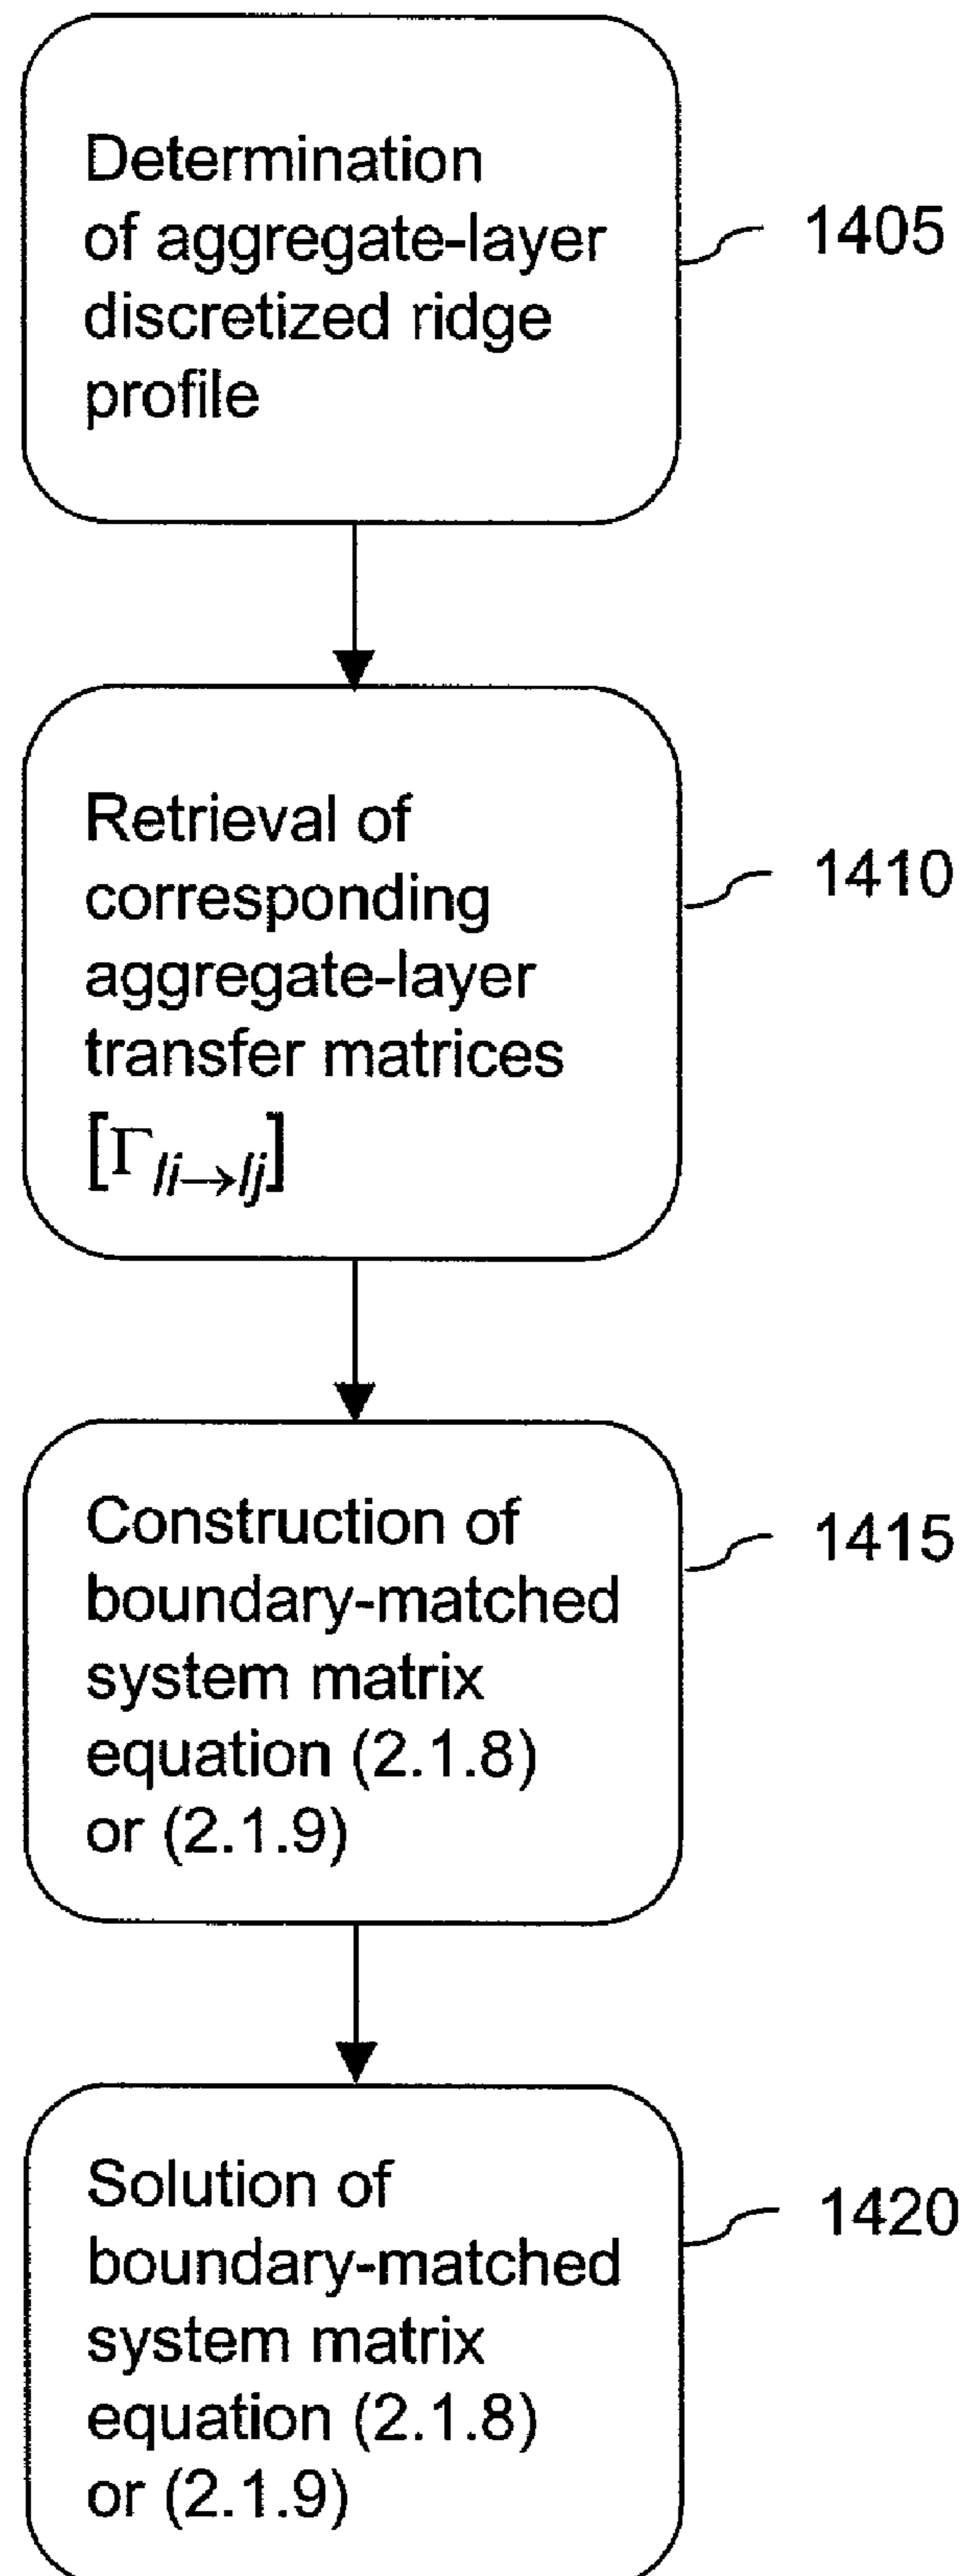 Determination
of aggregate-layer
discretized ridge
profile
1405
Retrieval of
corresponding
aggregate-layer
transfer matrices
[Γli→lj]
1410
Construction of
boundary-matched
system matrix
equation (2.1.8)
or (2.1.9)
1415
Solution of
boundary-matched
system matrix
equation (2.1.8)
or (2.1.9)
1420